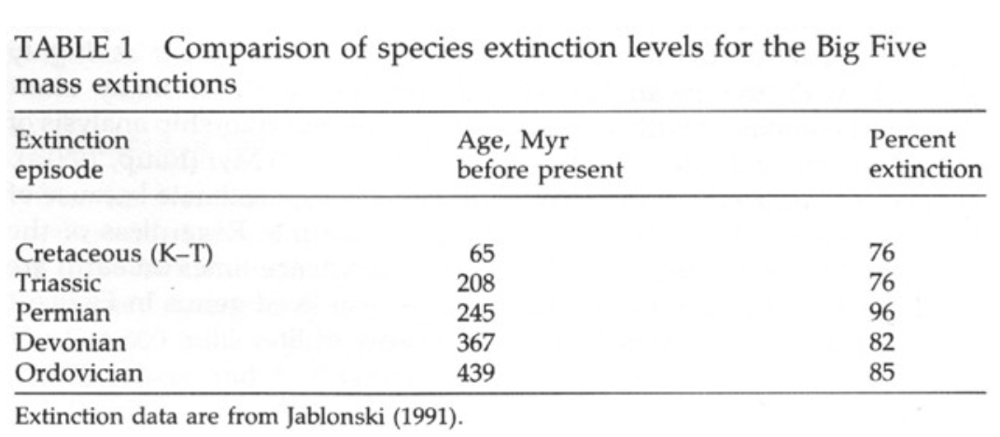 TABLE 1 Comparison of species extinction levels for the Big Five
mass extinctions
Extinction Age, Myr Percent
episode before present extinction
Cretaceous (K–T) 65 76
Triassic 208 76
Permian 245 96
Devonian 367 82
Ordovician 439 85
Extinction data are from Jablonski (1991).